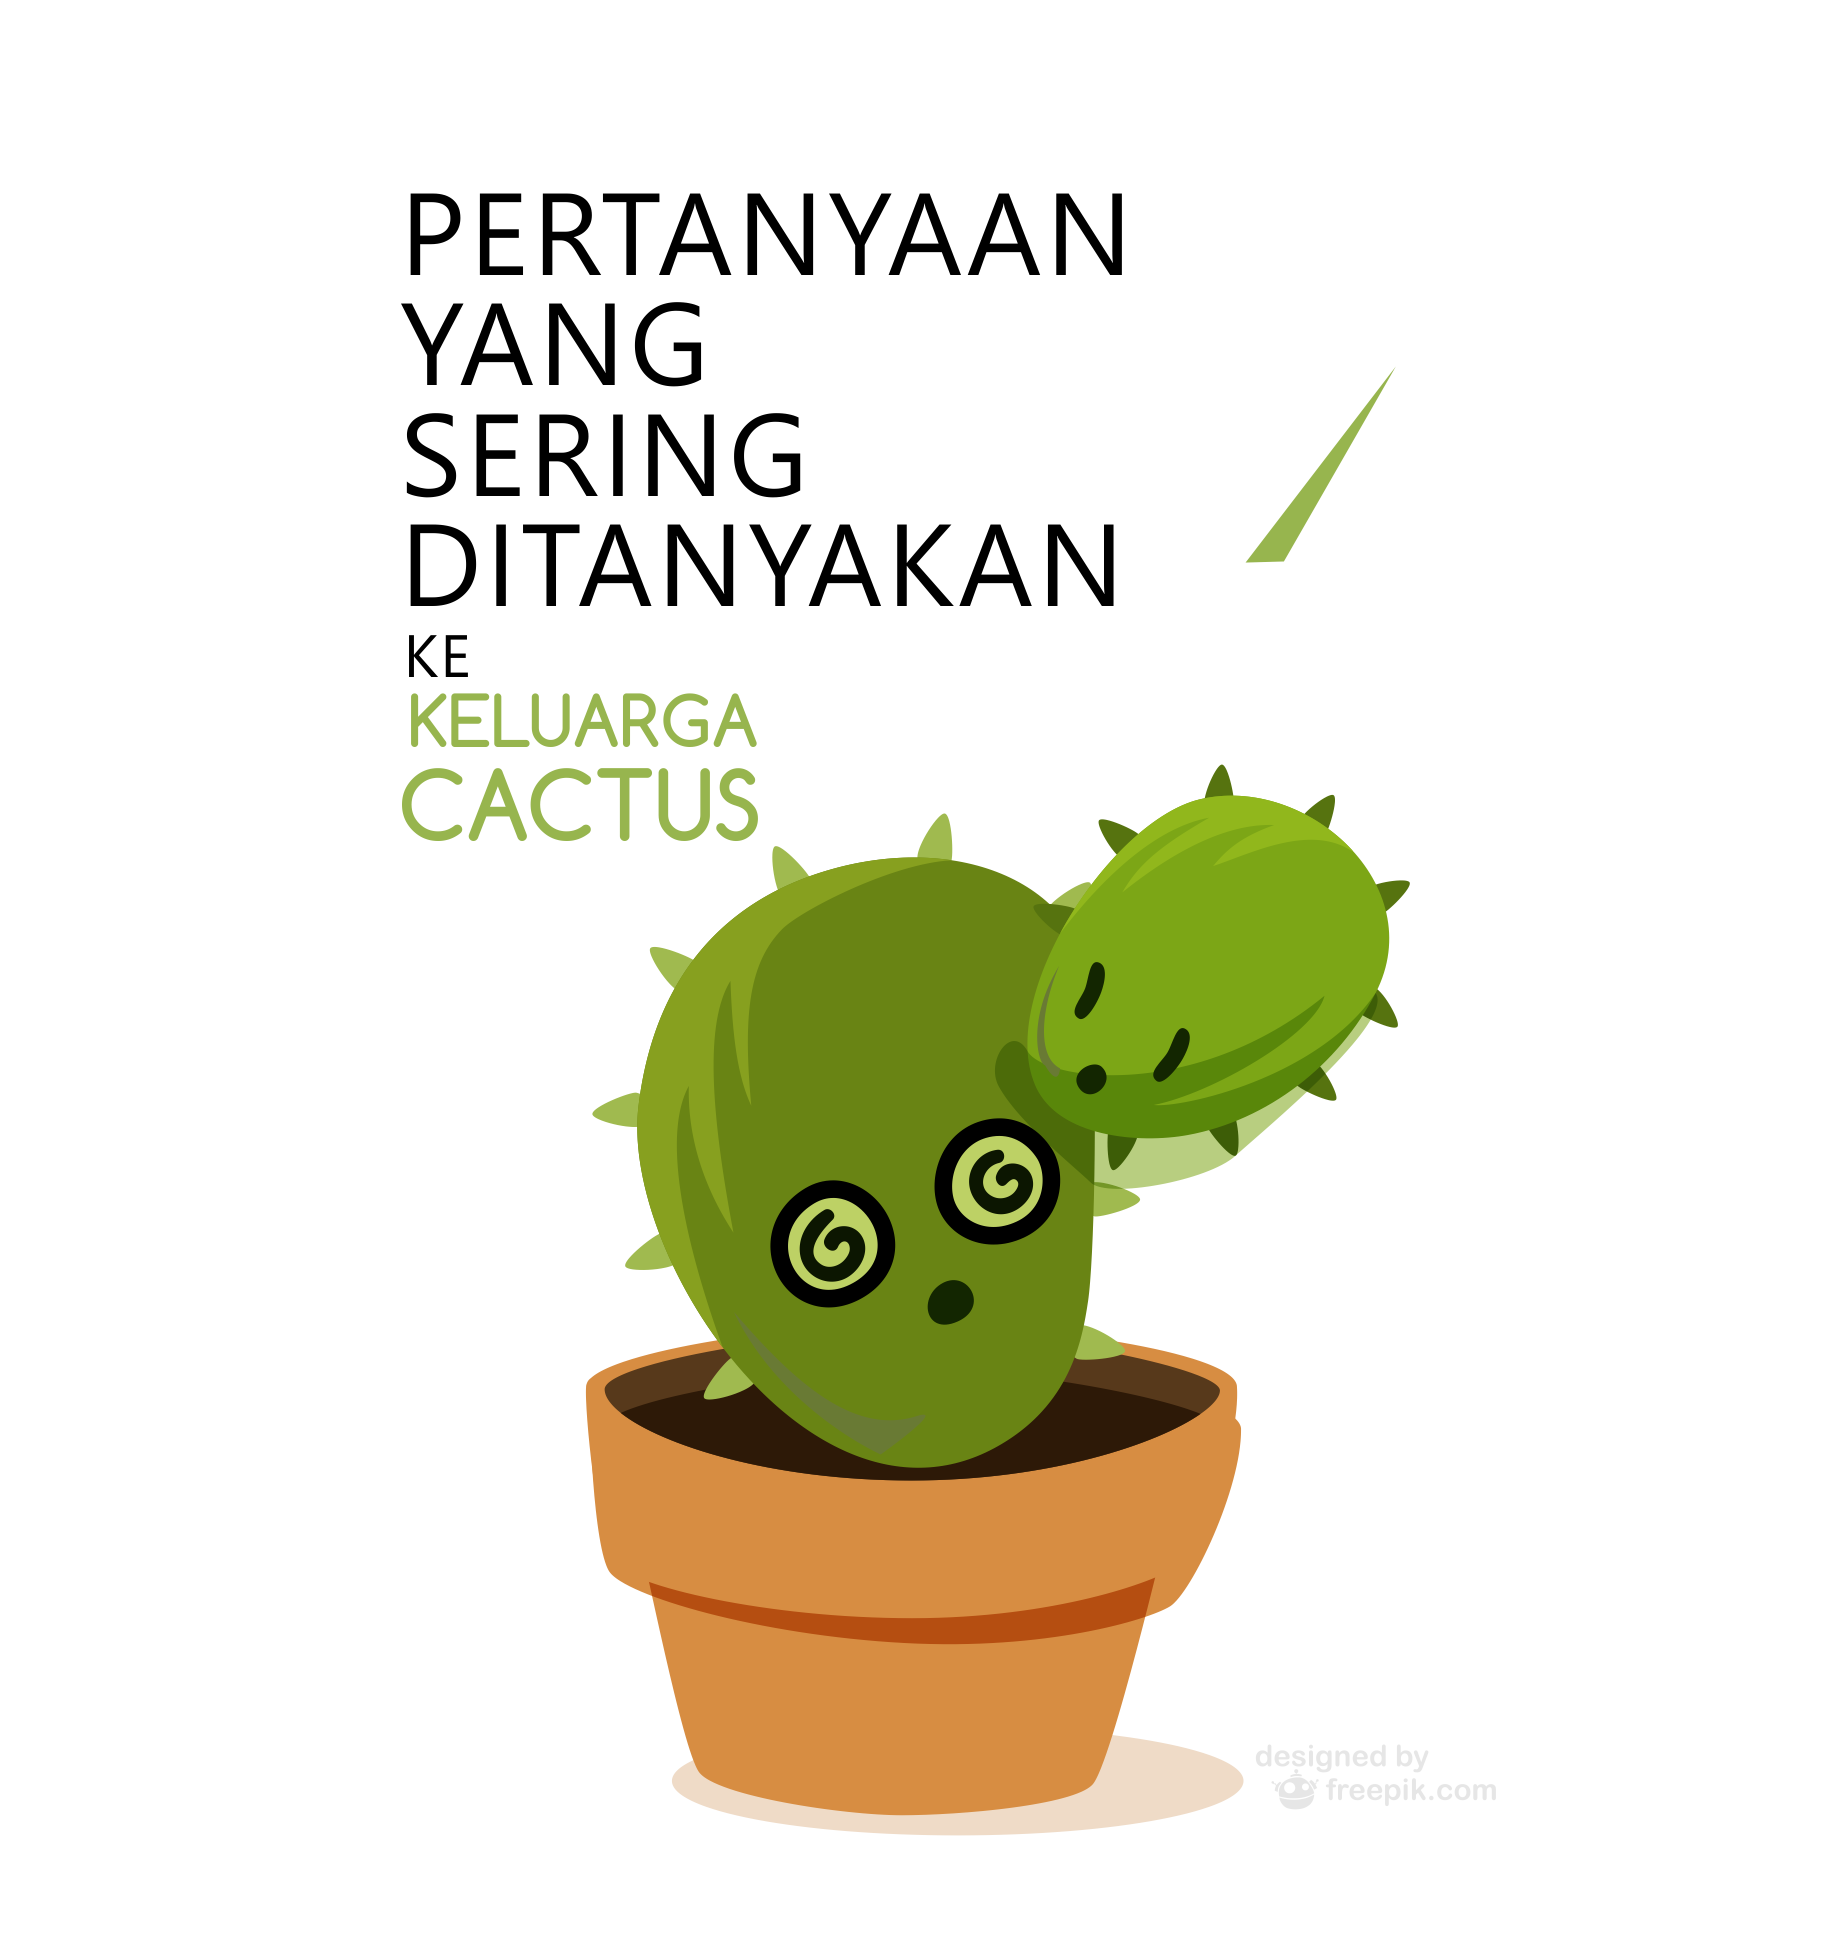 PERTANYAAN
YANG
SERING
DITANYAKAN
KE
KELUARGA
CACTUS
designed by
freepik.com